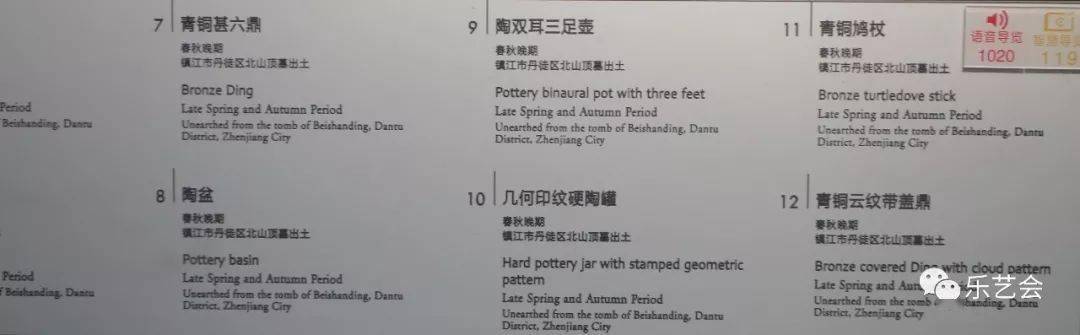 Period
Beishanding, Dantu
Period
Beishanding, Dantu
7
青铜甚六鼎
春秋晚期
镇江市丹徒区北山顶墓出土
Bronze Ding
Late Spring and Autumn Period
Unearthed from the tomb of Beishanding, Dantu
District, Zhenjiang City
8
陶盆
春秋晚期
镇江市丹徒区北山顶墓出土
Pottery basin
Late Spring and Autumn Period
Unearthed from the tomb of Beishanding, Dantu
District, Zhenjiang City
9
陶双耳三足壶
春秋晚期
镇江市丹徒区北山顶墓出土
Pottery binaural pot with three feet
Late Spring and Autumn Period
Unearthed from the tomb of Beishanding, Dantu
District, Zhenjiang City
10
几何印纹硬陶罐
春秋晚期
镇江市丹徒区北山顶墓出土
Hard pottery jar with stamped geometric
pattern
Late Spring and Autumn Period
Unearthed from the tomb of Beishanding, Dantu
District, Zhenjiang City
11
青铜鸠杖
春秋晚期
镇江市丹徒区北山顶墓出土
Bronze turtledove stick
Late Spring and Autumn Period
Unearthed from the tomb of Beishanding, Dantu
District, Zhenjiang City
12
青铜云纹带盖鼎
春秋晚期
镇江市丹徒区北山顶墓出土
Bronze covered Ding with cloud pattern
Late Spring and Autumn Period
Unearthed from the tomb of Beishanding, Dantu
District, Zhenjiang City
语音导览
1020
导览
119
乐艺会